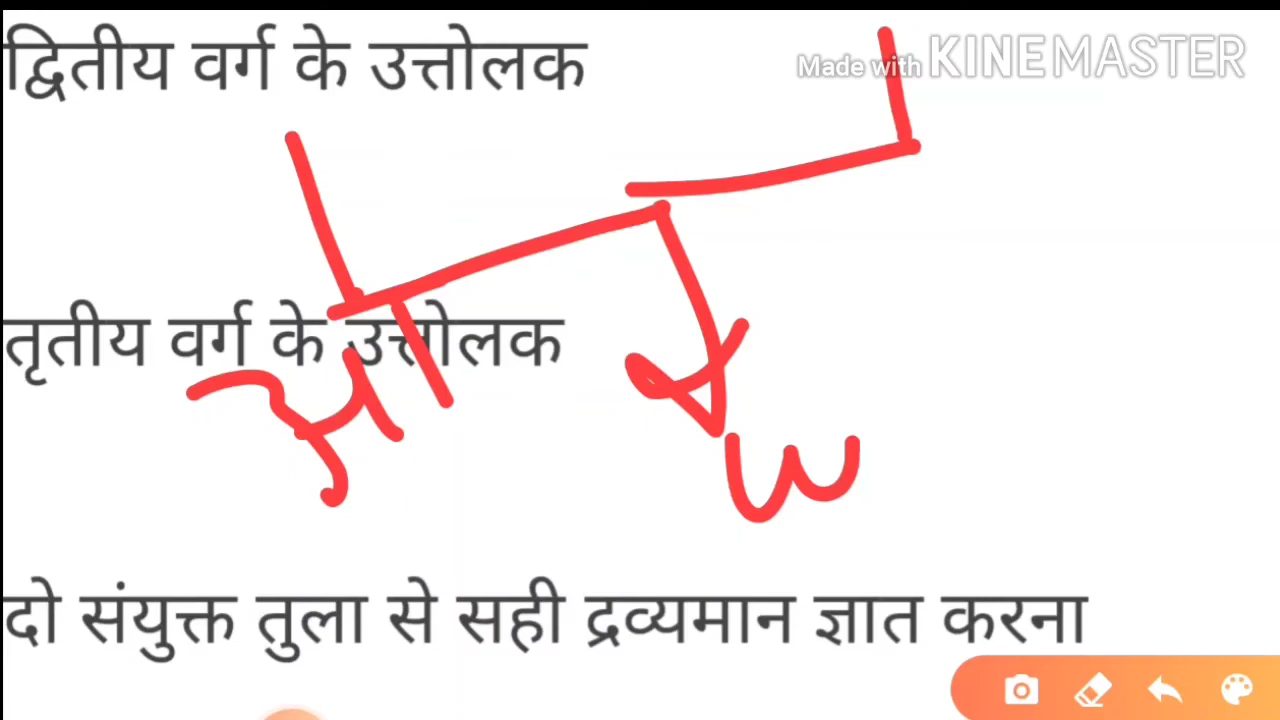 द्वितीय वर्ग के उत्तोलक
Made with KINEMASTER
तृतीय वर्ग के उत्तोलक
W
दो संयुक्त तुला से सही द्रव्यमान ज्ञात करना